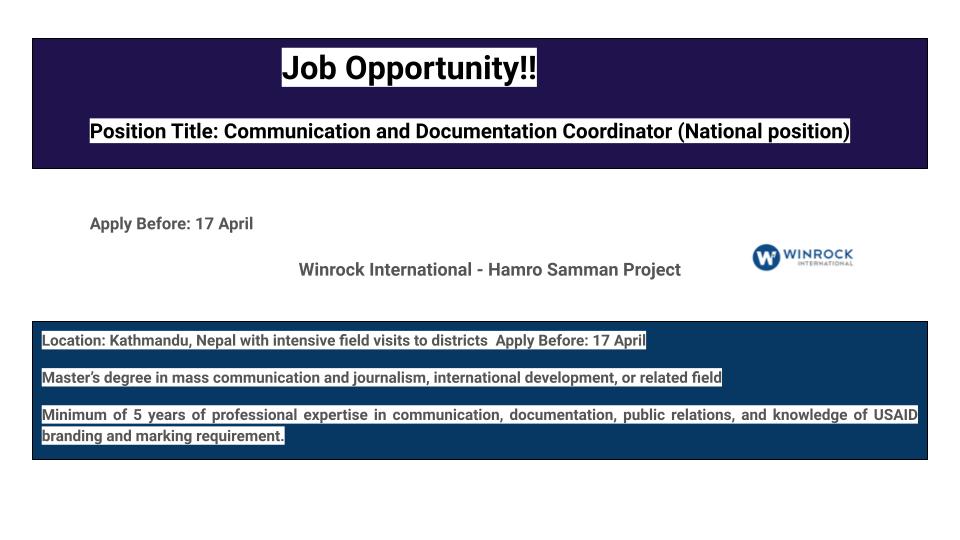 Job Opportunity!!
Position Title: Communication and Documentation Coordinator (National position)
Apply Before: 17 April
Winrock International - Hamro Samman Project
W WINROCK
INTERNATIONAL
Location: Kathmandu, Nepal with intensive field visits to districts  Apply Before: 17 April
Master’s degree in mass communication and journalism, international development, or related field
Minimum of 5 years of professional expertise in communication, documentation, public relations, and knowledge of USAID
branding and marking requirement.